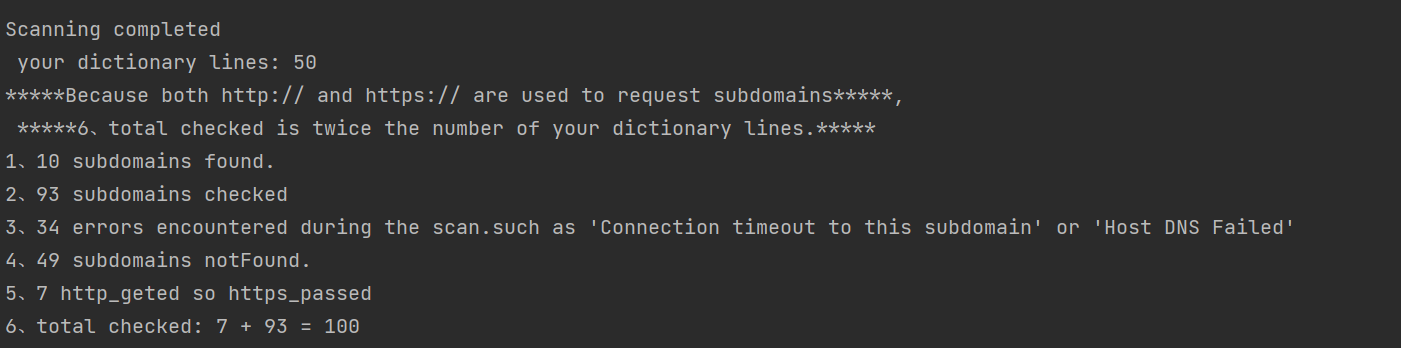 Scanning completed
your dictionary lines: 50
*****Because both http:// and https:// are used to request subdomains*****,
*****6、total checked is twice the number of your dictionary lines.*****
1、10 subdomains found.
2、93 subdomains checked
3、34 errors encountered during the scan.such as 'Connection timeout to this subdomain' or 'Host DNS Failed'
4、49 subdomains notFound.
5、7 http_geted so https_passed
6、total checked: 7 + 93 = 100